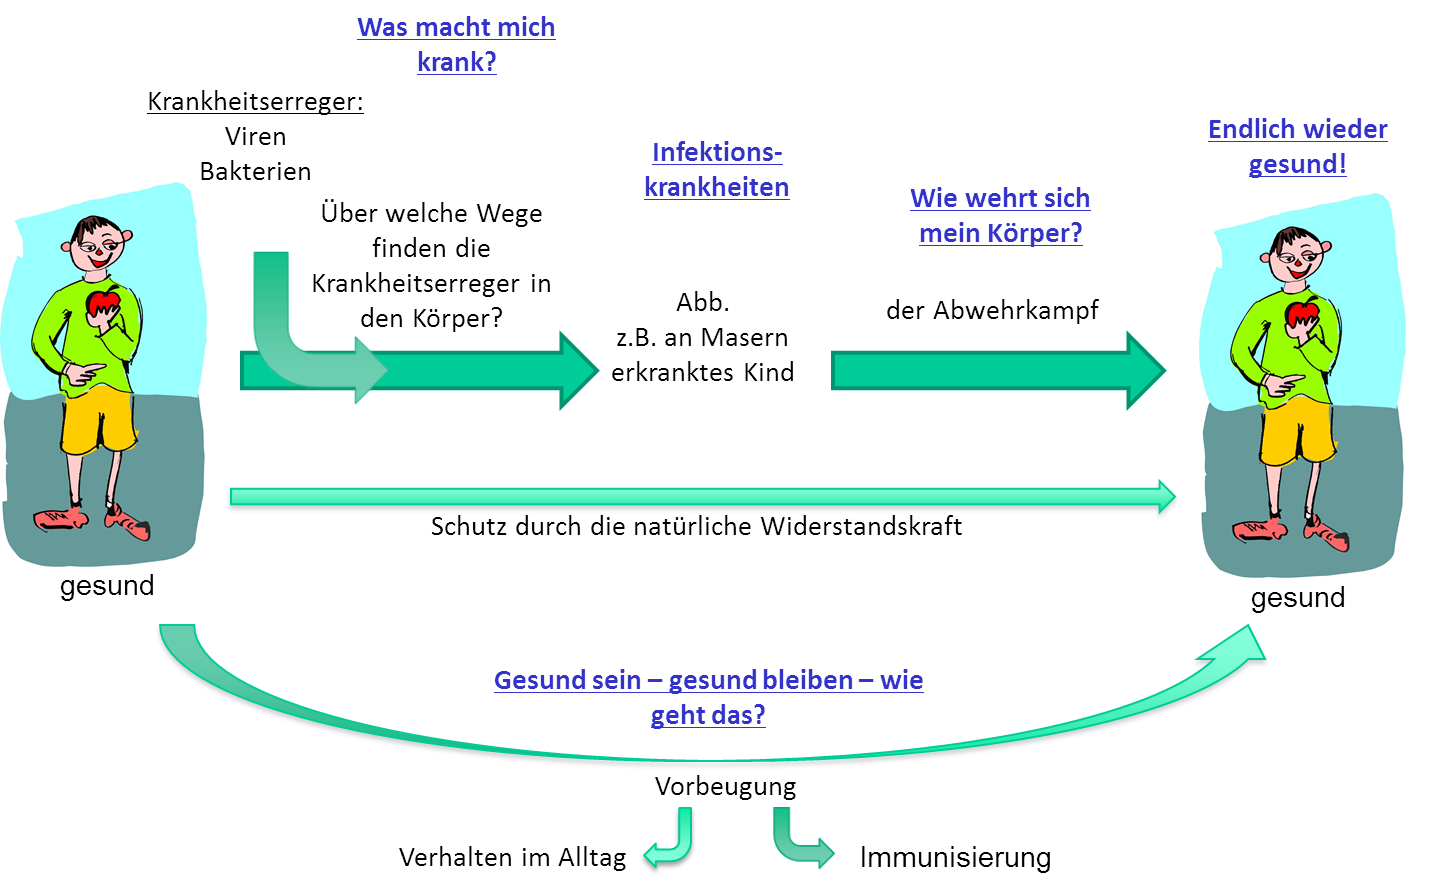 Was macht mich
krank?
Krankheitserreger:
Viren
Bakterien
Über welche Wege
finden die
Krankheitserreger in
den Körper?
Infektions-
krankheiten
Abb.
z.B. an Masern
erkranktes Kind
Wie wehrt sich
mein Körper?
der Abwehrkampf
Endlich wieder
gesund!
Schutz durch die natürliche Widerstandskraft
gesund
gesund
Gesund sein – gesund bleiben – wie
geht das?
Vorbeugung
Verhalten im Alltag
Immunisierung